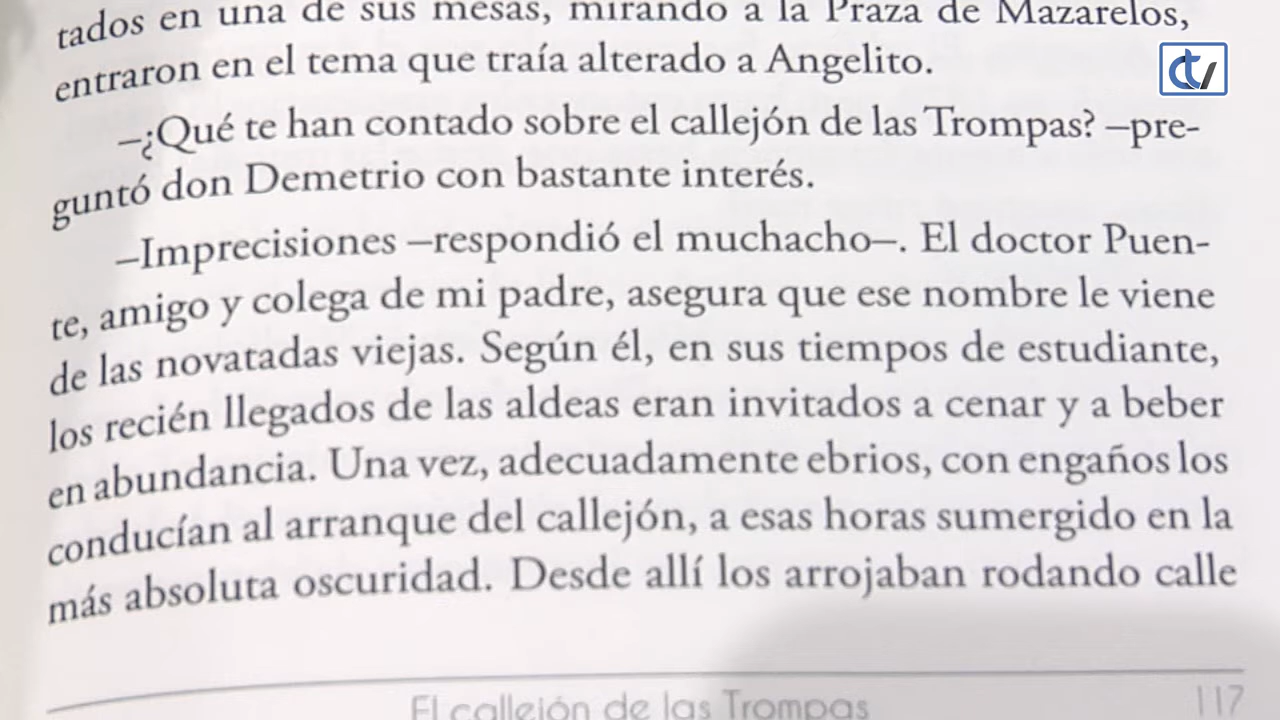 tados en una de sus mesas, mirando a la Praza de Mazarelos,
entraron en el tema que traía alterado a Angelito.
–¿Qué te han contado sobre el callejón de las Trompas? –pre-
guntó don Demetrio con bastante interés.
–Imprecisiones –respondió el muchacho–. El doctor Puen-
te, amigo y colega de mi padre, asegura que ese nombre le viene
de las novatadas viejas. Según él, en sus tiempos de estudiante,
los recién llegados de las aldeas eran invitados a cenar y a beber
en abundancia. Una vez, adecuadamente ebrios, con engaños los
conducían al arranque del callejón, a esas horas sumergido en la
más absoluta oscuridad. Desde allí los arrojaban rodando calle
El callejón de las Trompas 117
ctv